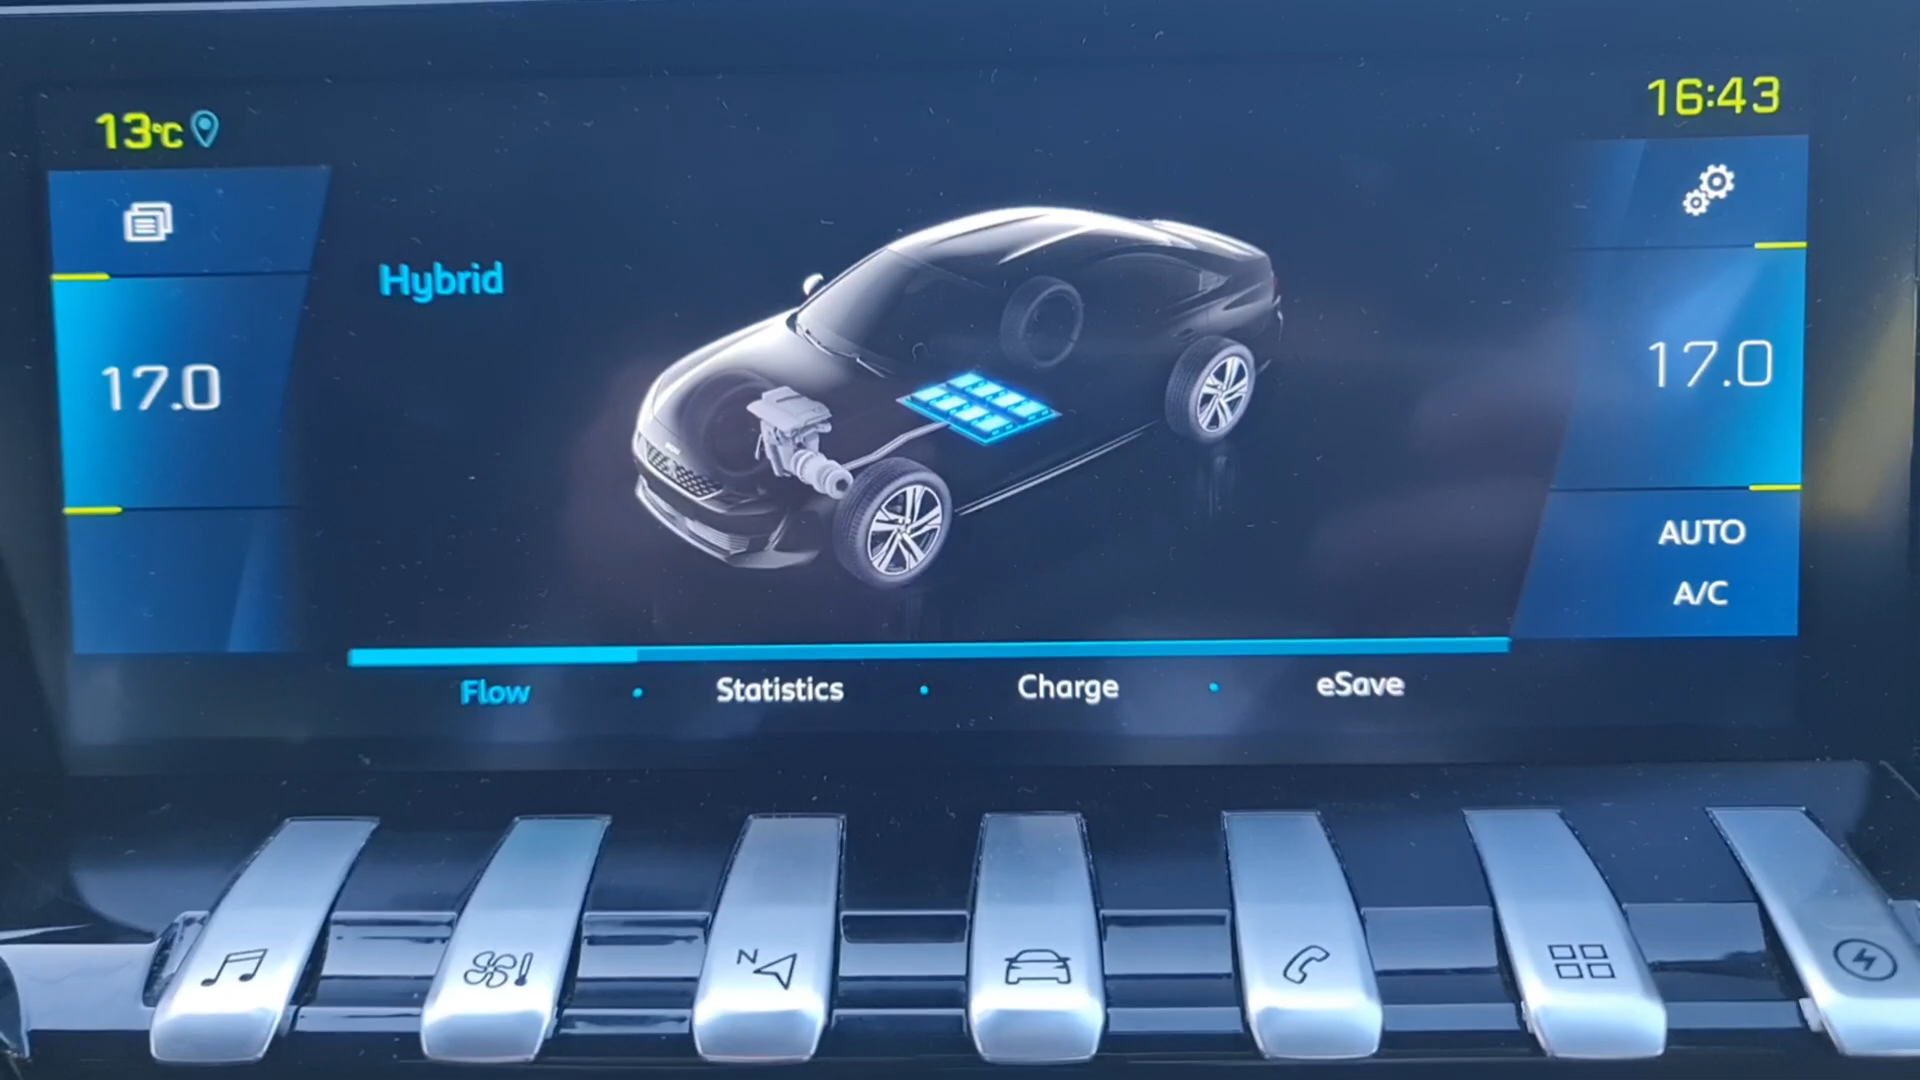 13°C
16:43
Hybrid
17.0
17.0
AUTO
A/C
Flow
Statistics
Charge
eSave
N